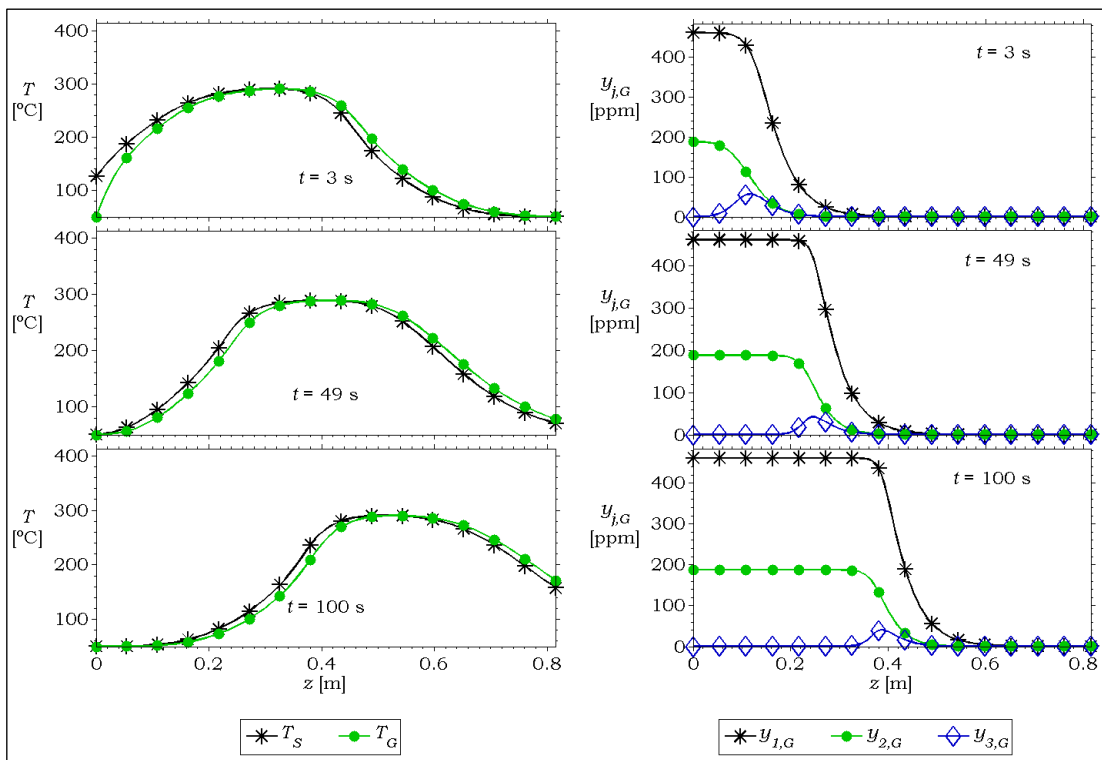 400
T
[ºC]
300
200
100
t = 3 s
400
T
[ºC]
300
200
100
t = 49 s
400
T
[ºC]
300
200
100
t = 100 s
0
0.2
0.4
0.6
0.8
z [m]
T_S
T_G
400
y_{j,G}
[ppm]
300
200
100
0
t = 3 s
400
y_{j,G}
[ppm]
300
200
100
0
t = 49 s
400
y_{j,G}
[ppm]
300
200
100
0
t = 100 s
0
0.2
0.4
0.6
0.8
z [m]
y_{1,G}
y_{2,G}
y_{3,G}